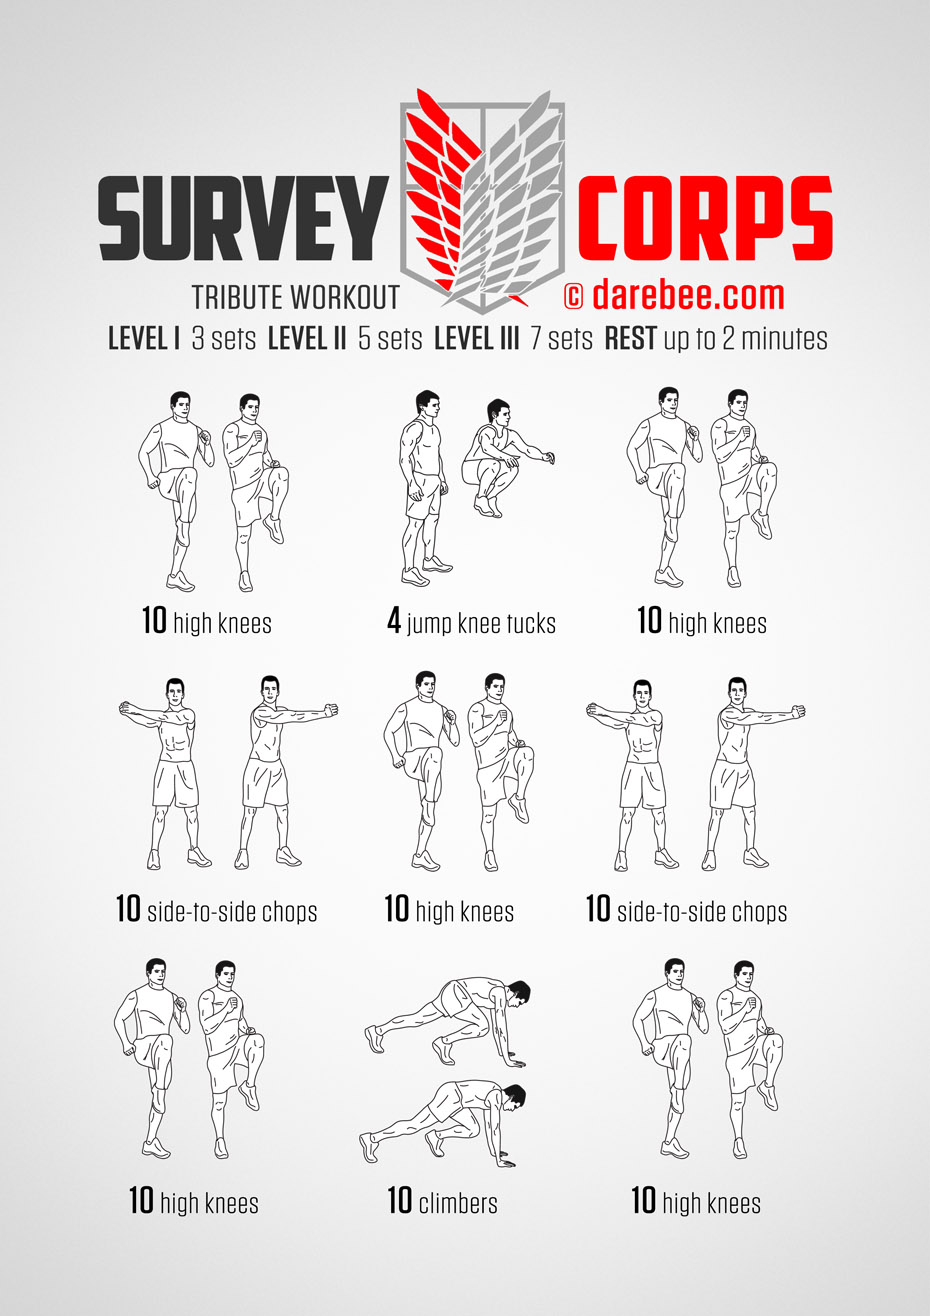 SURVEY CORPS
TRIBUTE WORKOUT © darebee.com
LEVEL I 3 sets LEVEL II 5 sets LEVEL III 7 sets REST up to 2 minutes
10 high knees
4 jump knee tucks
10 high knees
10 side-to-side chops
10 high knees
10 side-to-side chops
10 high knees
10 climbers
10 high knees